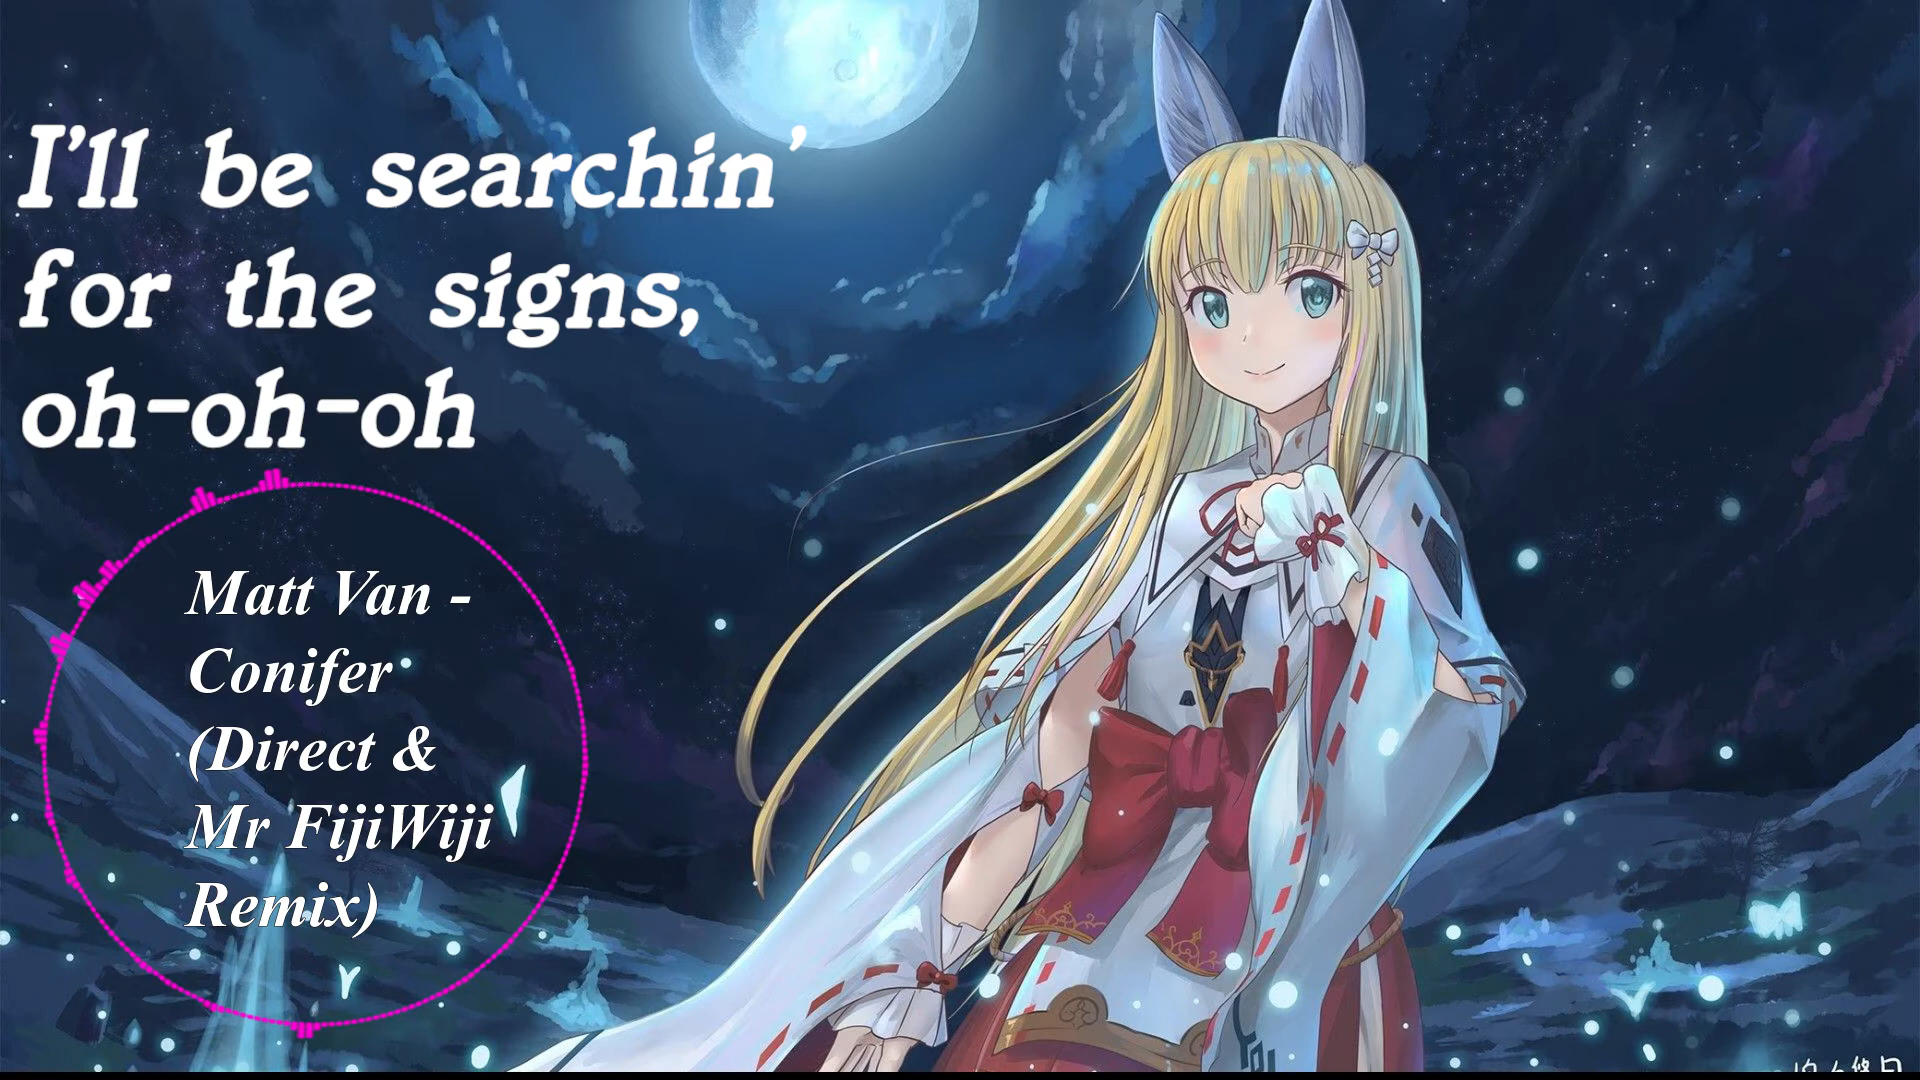 I'll be searchin'
for the signs,
oh-oh-oh
Matt Van -
Conifer
(Direct &
Mr FijiWiji
Remix)